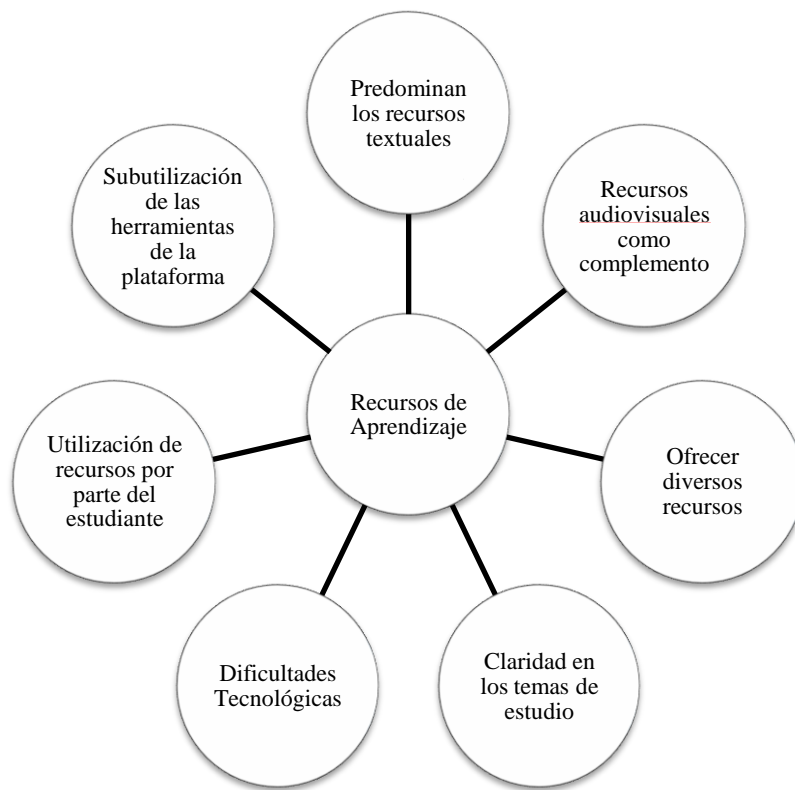 Predominan
los recursos
textuales
Subutilización
de las
herramientas
de la
plataforma
Recursos
audiovisuales
como
complemento
Recursos de
Aprendizaje
Utilización de
recursos por
parte del
estudiante
Ofrecer
diversos
recursos
Dificultades
Tecnológicas
Claridad en
los temas de
estudio